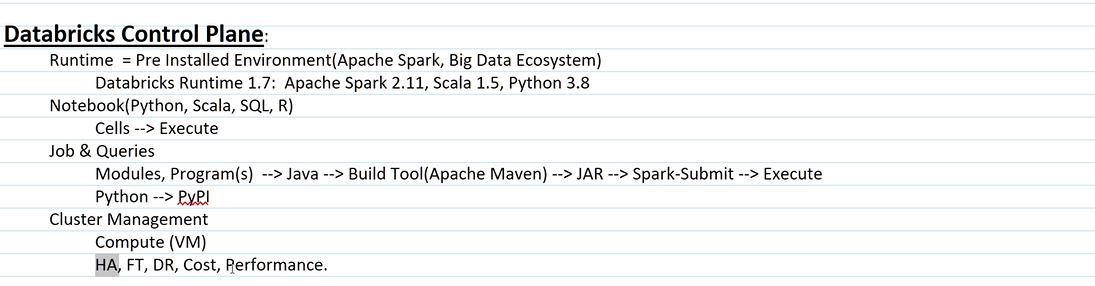 Databricks Control Plane:
Runtime = Pre Installed Environment(Apache Spark, Big Data Ecosystem)
Databricks Runtime 1.7: Apache Spark 2.11, Scala 1.5, Python 3.8
Notebook(Python, Scala, SQL, R)
Cells --> Execute
Job & Queries
Modules, Program(s) --> Java --> Build Tool(Apache Maven) --> JAR --> Spark-Submit --> Execute
Python --> PyPI
Cluster Management
Compute (VM)
HA, FT, DR, Cost, Performance.